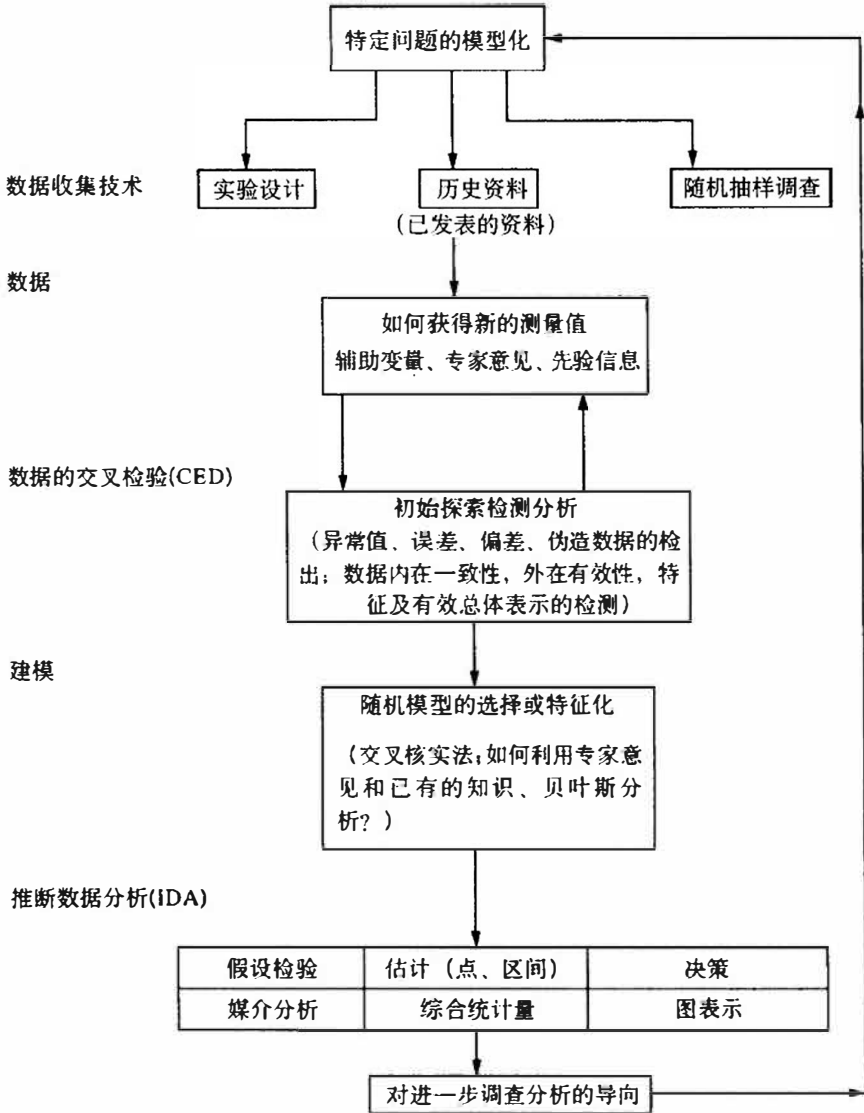 特定问题的模型化
数据收集技术
实验设计
历史资料
随机抽样调查
(已发表的资料)
数据
如何获得新的测量值
辅助变量、专家意见、先验信息
数据的交叉检验(CED)
初始探索检测分析
(异常值、误差、偏差、伪造数据的检
出；数据内在一致性，外在有效性，特
征及有效总体表示的检测)
建模
随机模型的选择或特征化
(交叉核实法；如何利用专家意
见和已有的知识、贝叶斯分
析？)
推断数据分析(IDA)
假设检验
估计(点、区间)
决策
媒介分析
综合统计量
图表示
对进一步调查分析的导向